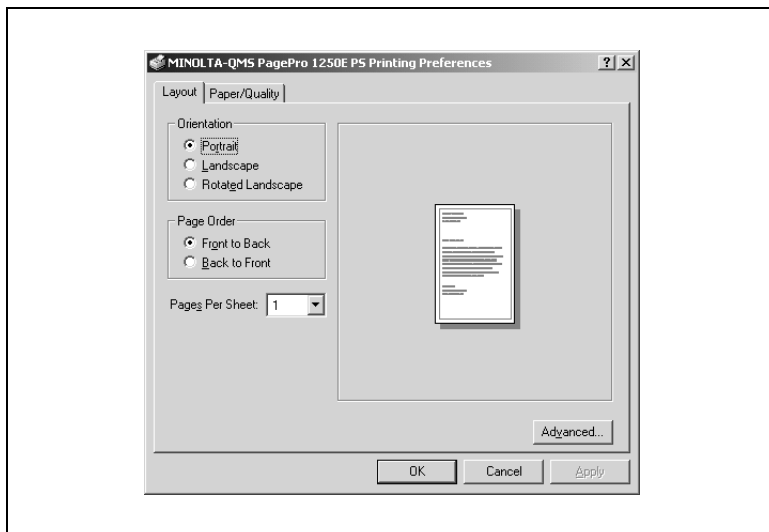 MINOLTA-QMS PagePro 1250E PS Printing Preferences
Layout
Paper/Quality
Orientation
Portrait
Landscape
Rotated Landscape
Page Order
Front to Back
Back to Front
Pages Per Sheet: 1
Advanced...
OK
Cancel
Apply